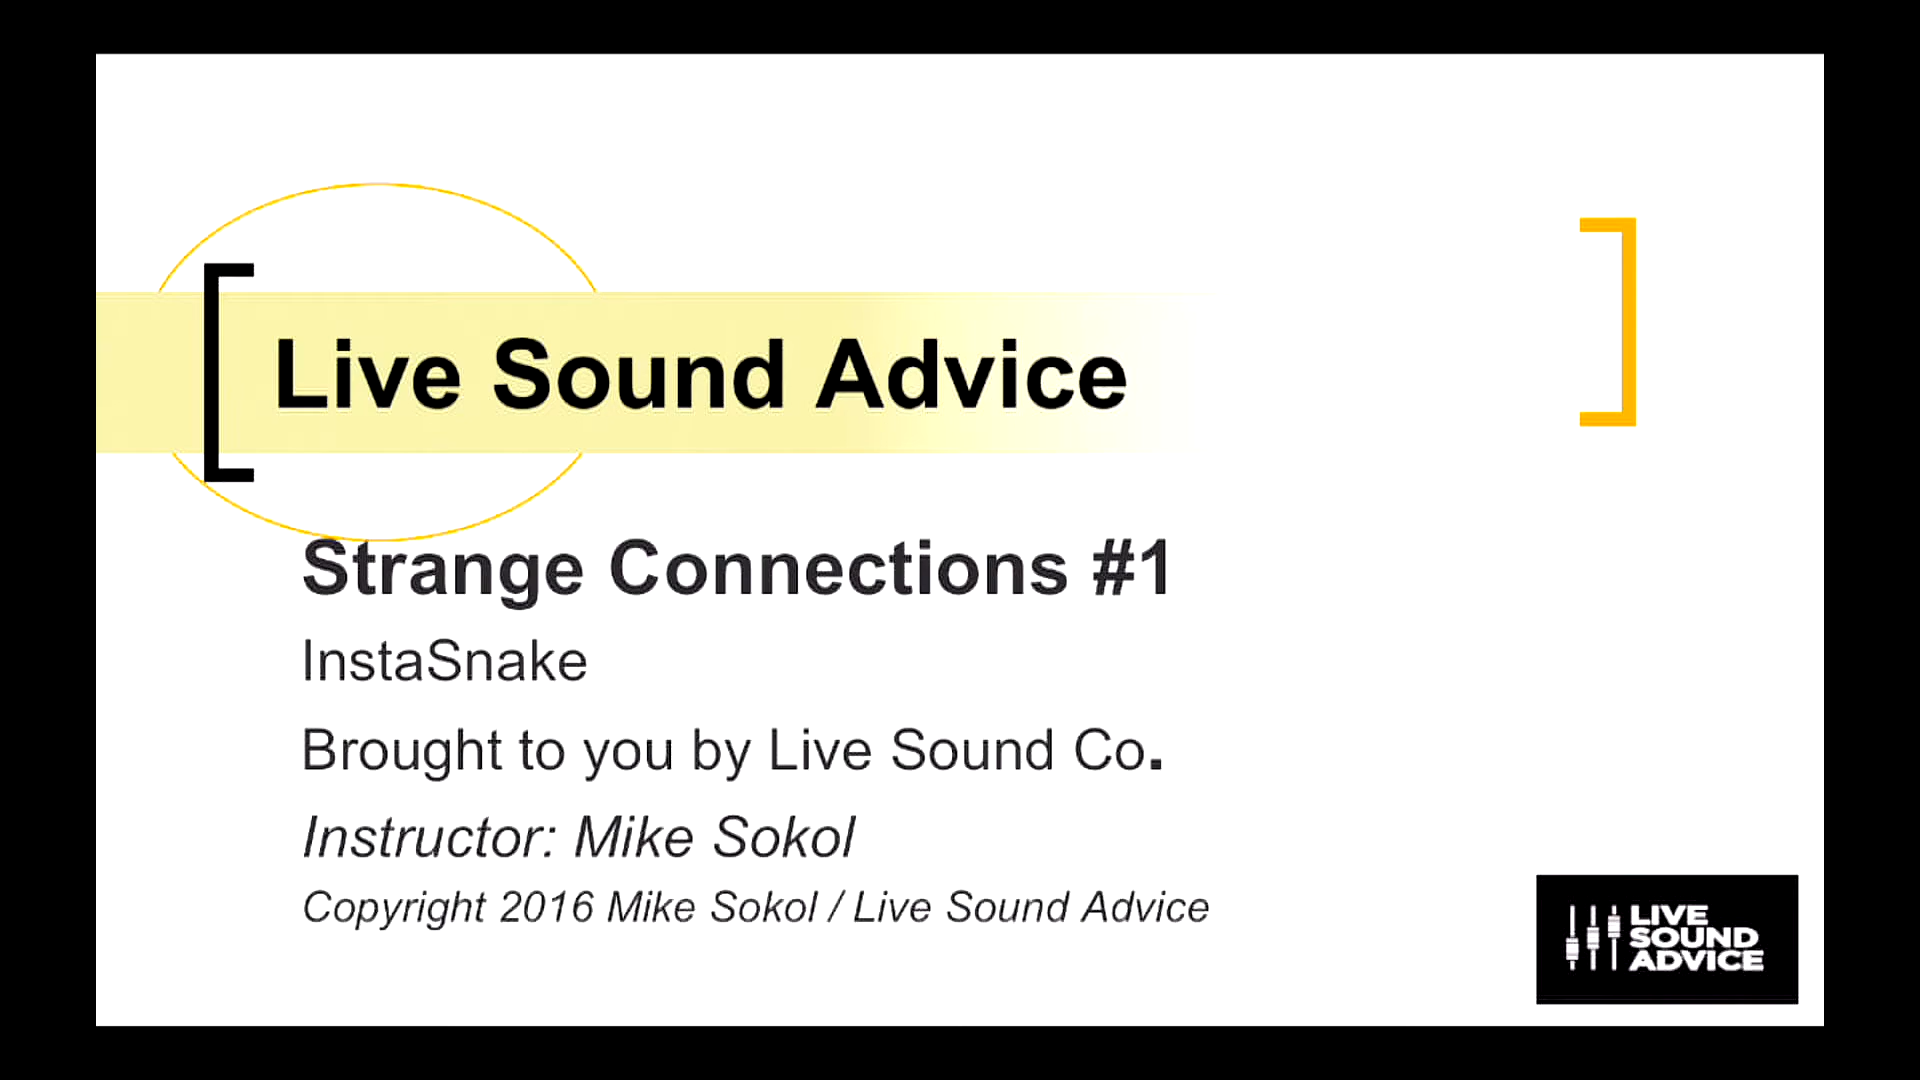 Live Sound Advice
Strange Connections #1
InstaSnake
Brought to you by Live Sound Co.
Instructor: Mike Sokol
Copyright 2016 Mike Sokol / Live Sound Advice
LIVE
SOUND
ADVICE